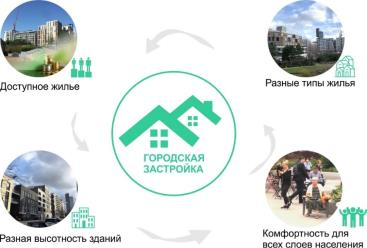 Доступное жилье
Разные типы жилья
ГОРОДСКАЯ
ЗАСТРОЙКА
Разная высотность зданий
Комфортность для
всех слоев населения